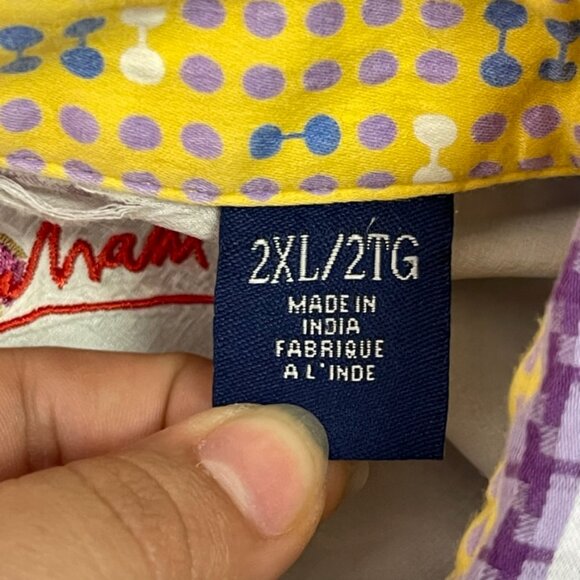 2XL/2TG
MADE IN
INDIA
FABRIQUE
A L'INDE